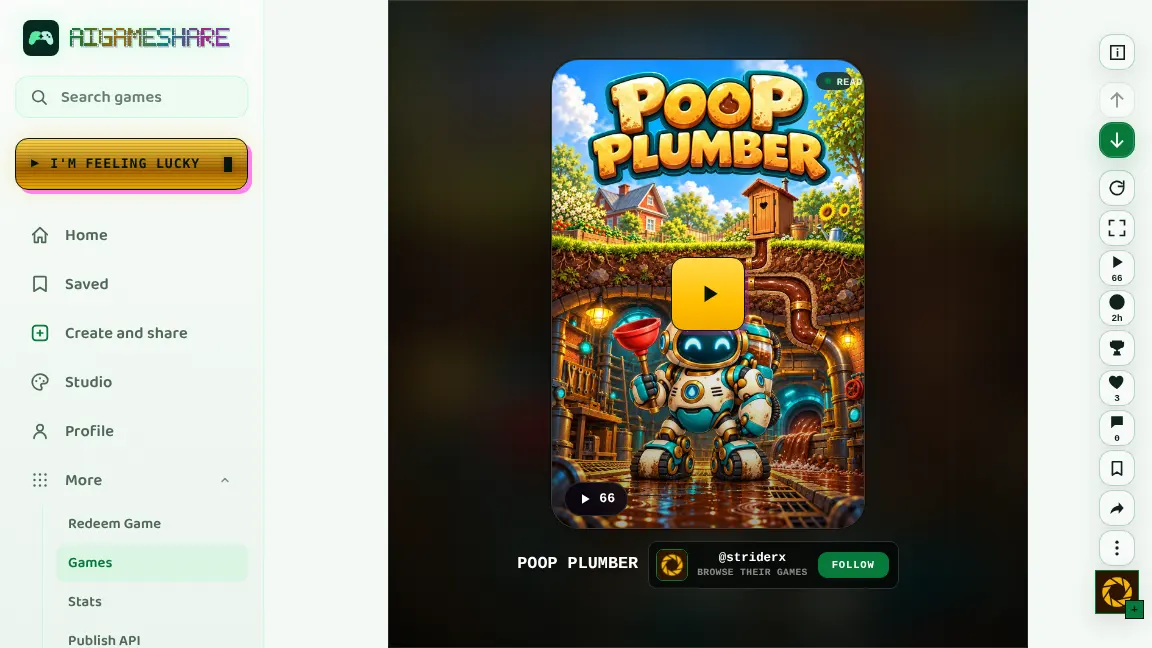 AIGAMESHARE
Search games
I'M FEELING LUCKY
Home
Saved
Create and share
Studio
Profile
More
Redeem Game
Games
Stats
Publish API
READ
POOP
PLUMBER
66
POOP PLUMBER
@striderx
BROWSE THEIR GAMES
FOLLOW
66
2h
3
0